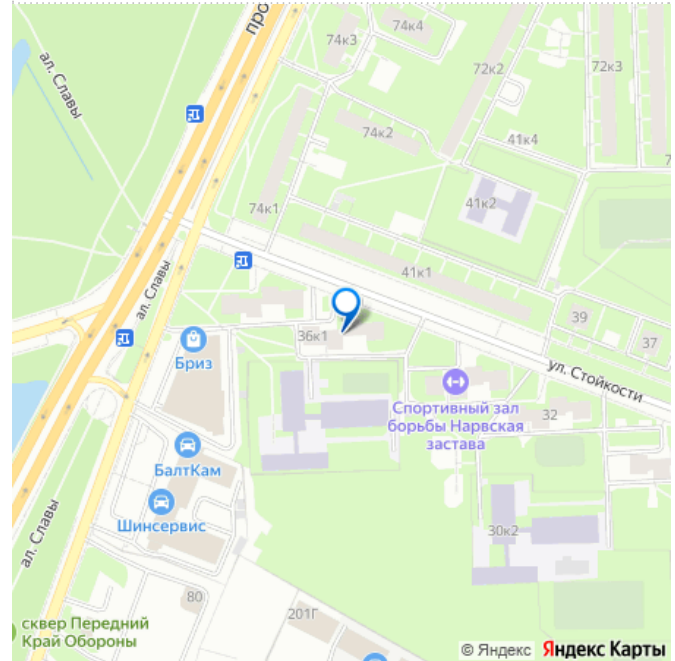 74к4
74к3
про
72к2
72к3
ал. Славы
74к2
41к4
7
41к2
74к1
41к1
ал. Славы
39
36к1
37
Бриз
ул. Стойкости
Спортивный зал
борьбы Нарвская
застава
32
БалтКам
Шинсервис
30к2
ал. Славы
80
201Г
сквер Передний
Край Обороны
© Яндекс Яндекс Карты